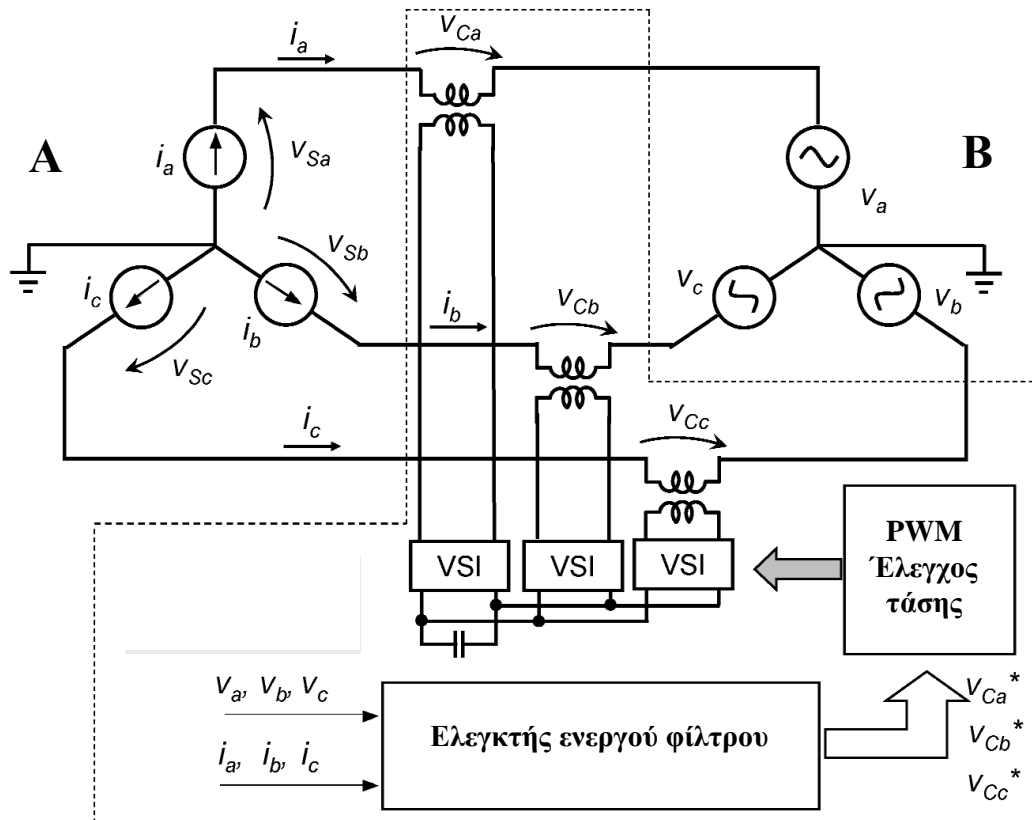 i_a
v_Ca
A
i_a
v_Sa
B
v_a
v_Sb
i_c
i_b
v_Sc
i_b
v_Cb
v_c
v_b
i_c
v_Cc
VSI
VSI
VSI
PWM
Έλεγχος
τάσης
v_a, v_b, v_c
i_a, i_b, i_c
Ελεγκτής ενεργού φίλτρου
v_Ca*
v_Cb*
v_Cc*